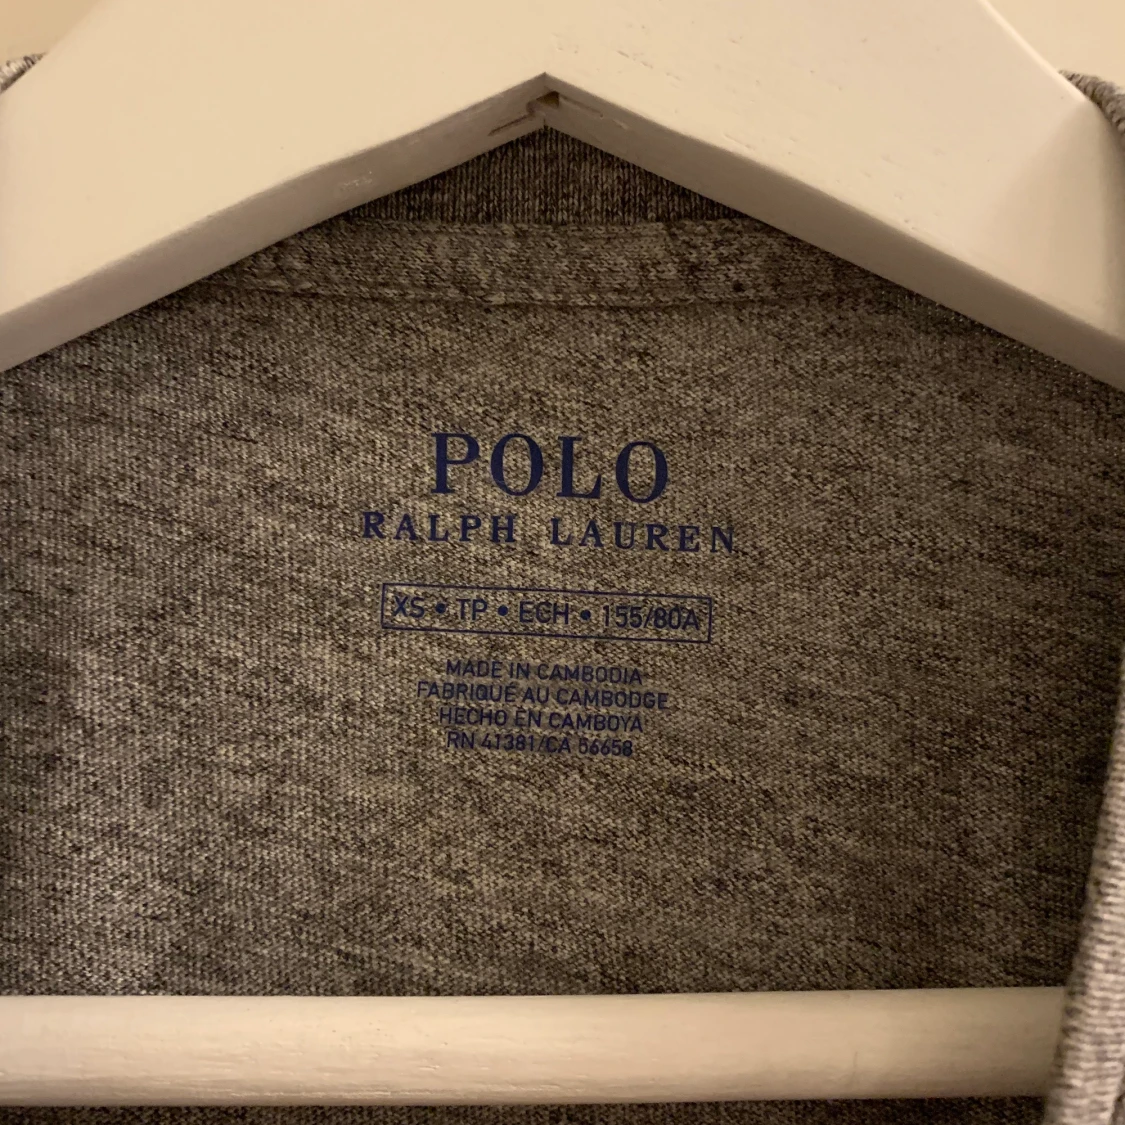 POLO
RALPH LAUREN
XS • TP • ECH • 155/80A
MADE IN CAMBODIA
FABRIQUÉ AU CAMBODGE
HECHO EN CAMBOYA
RN 41381/CA 56658